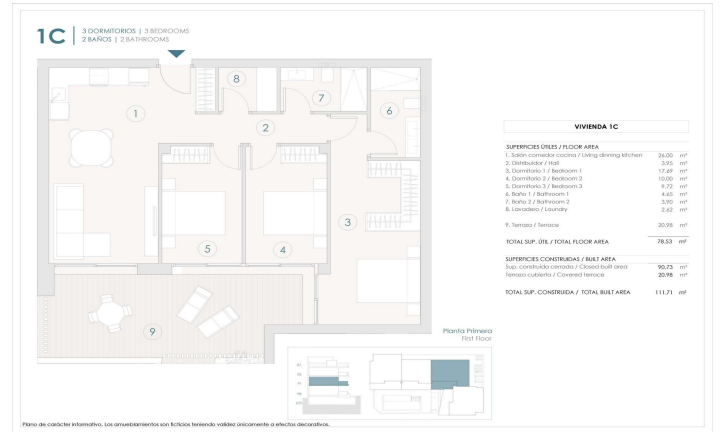 1C
3 DORMITORIOS | 3 BEDROOMS
2 BAÑOS | 2 BATHROOMS
8
7
1
6
2
3
5
4
9
VIVIENDA 1C
SUPERFICIES ÚTILES / FLOOR AREA
1. Salón comedor cocina / Living dinning kitchen 26,00 m²
2. Distibuidor / Hall 3,95 m²
3. Dormitorio 1 / Bedroom 1 17,69 m²
4. Dormitorio 2 / Bedroom 2 10,00 m²
5. Dormitorio 3 / Bedroom 3 9,72 m²
6. Baño 1 / Bathroom 1 4,65 m²
7. Baño 2 / Bathroom 2 3,90 m²
8. Lavadero / Laundry 2,62 m²
9. Terraza / Terrace 20,98 m²
TOTAL SUP. ÚTIL / TOTAL FLOOR AREA 78,53 m²
SUPERFICIES CONSTRUIDAS / BUILT AREA
Sup. construida cerrada / Closed built area 90,73 m²
Terraza cubierta / Covered terrace 20,98 m²
TOTAL SUP. CONSTRUIDA / TOTAL BUILT AREA 111,71 m²
Planta Primera
First Floor
Plano de carácter informativo. Los amueblamientos son ficticios teniendo validez únicamente a efectos decorativos.